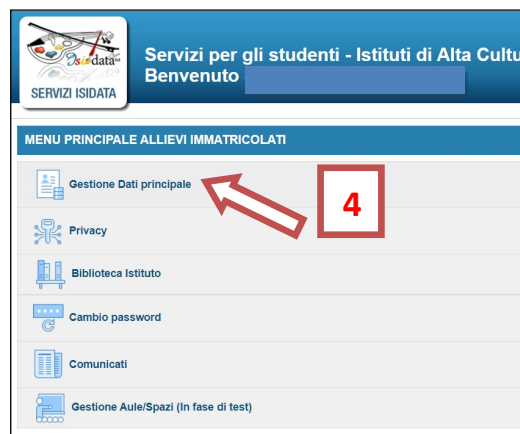 Isidata
SERVIZI ISIDATA
Servizi per gli studenti - Istituti di Alta Cultu
Benvenuto
MENU PRINCIPALE ALLIEVI IMMATRICOLATI
Gestione Dati principale
4
Privacy
Biblioteca Istituto
Cambio password
Comunicati
Gestione Aule/Spazi (In fase di test)